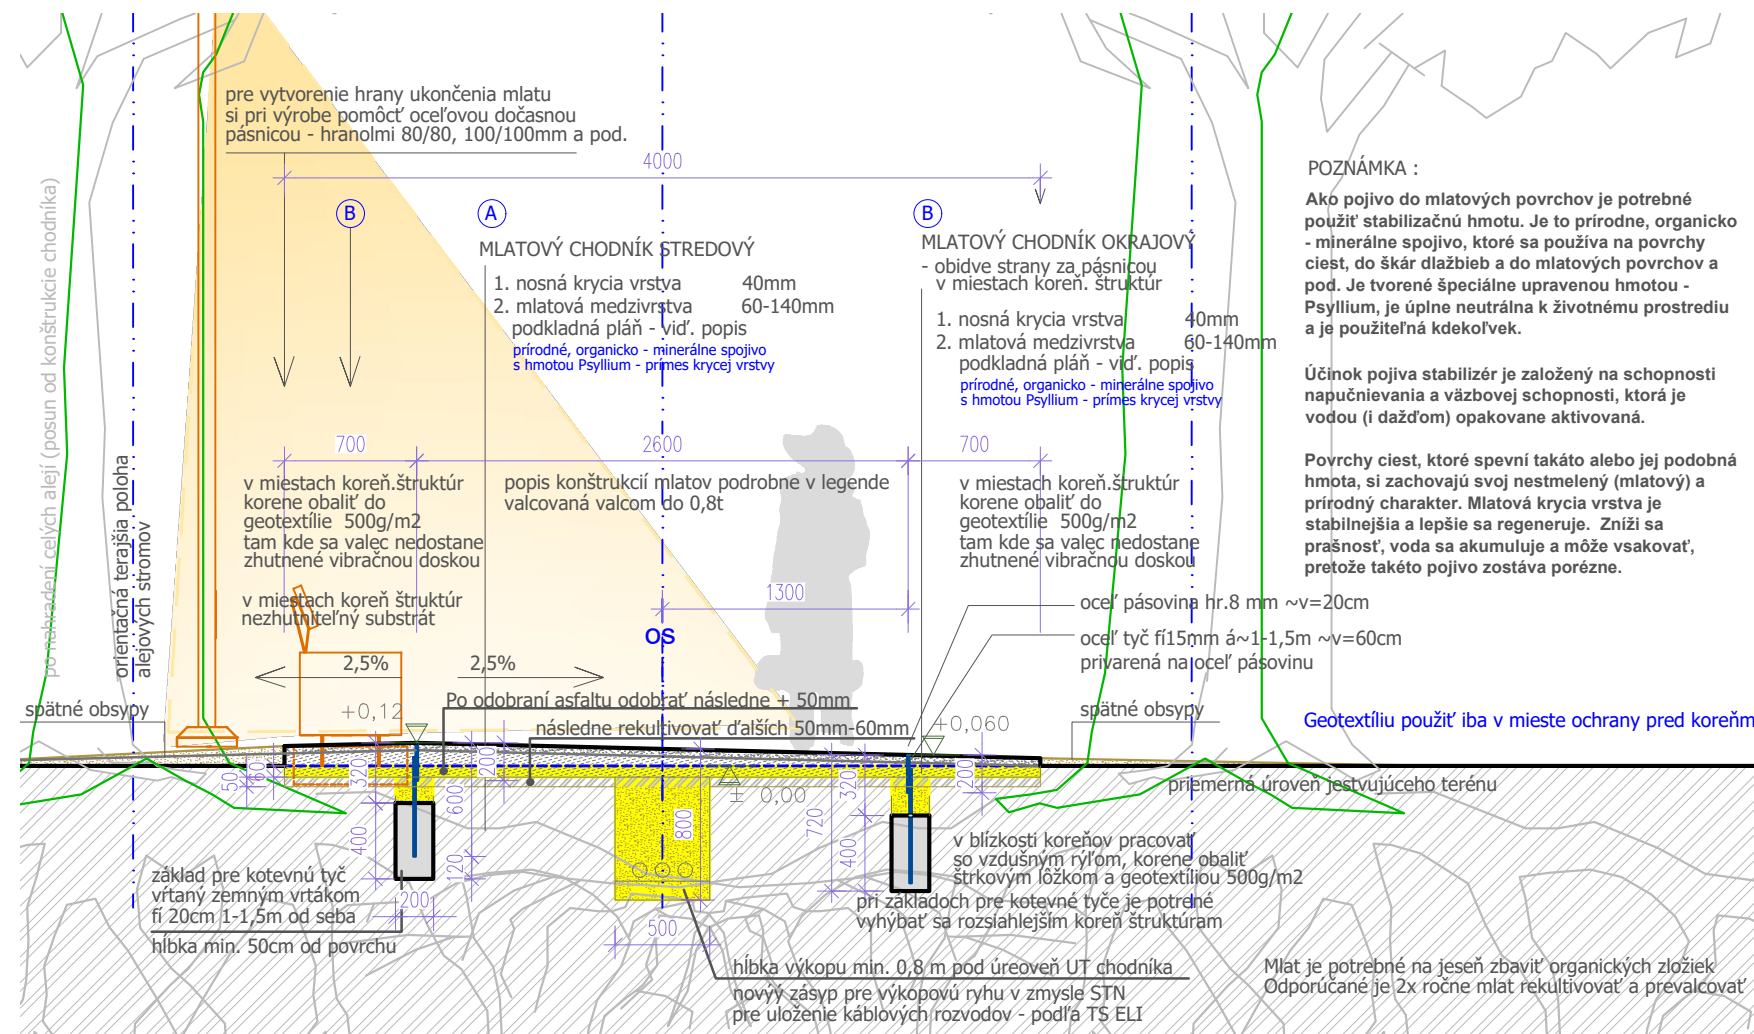 pre vytvorenie hrany ukončenia mlatu
si pri výrobe pomôcť oceľovou dočasnou
pásnicou - hranolmi 80/80, 100/100mm a pod.
4000
B
A
B
MLATOVÝ CHODNÍK STREDOVÝ
1. nosná krycia vrstva 40mm
2. mlatová medzivrstva 60-140mm
podkladná pláň - viď. popis
prírodné, organicko - minerálne spojivo
s hmotou Psyllium - prímes krycej vrstvy
MLATOVÝ CHODNÍK OKRAJOVÝ
- obidve strany za pásnicou
v miestach koreň. štruktúr
1. nosná krycia vrstva 40mm
2. mlatová medzivrstva 60-140mm
podkladná pláň - viď. popis
prírodné, organicko - minerálne spojivo
s hmotou Psyllium - prímes krycej vrstvy
POZNÁMKA :
Ako pojivo do mlatových povrchov je potrebné
použiť stabilizačnú hmotu. Je to prírodne, organicko
- minerálne spojivo, ktoré sa používa na povrchy
ciest, do škár dlažbieb a do mlatových povrchov a
pod. Je tvorené špeciálne upravenou hmotou -
Psyllium, je úplne neutrálna k životnému prostrediu
a je použiteľná kdekoľvek.
Účinok pojiva stabilizér je založený na schopnosti
napučnievania a väzbovej schopnosti, ktorá je
vodou (i dažďom) opakovane aktivovaná.
Povrchy ciest, ktoré spevní takáto alebo jej podobná
hmota, si zachovajú svoj nestmelený (mlatový) a
prírodný charakter. Mlatová krycia vrstva je
stabilnejšia a lepšie sa regeneruje. Zníži sa
prašnosť, voda sa akumuluje a môže vsakovať,
pretože takéto pojivo zostáva porézne.
po nahradení celých alejí (posun od konštrukcie chodníka)
orientačná terajšia poloha
alejových stromov
700
2600
700
v miestach koreň.štruktúr
korene obaliť do
geotextílie 500g/m2
tam kde sa valec nedostane
zhutnené vibračnou doskou
v miestach koreň štruktúr
nezhutniteľný substrát
popis konštrukcií mlatov podrobne v legende
valcovaná valcom do 0,8t
v miestach koreň.štruktúr
korene obaliť do
geotextílie 500g/m2
tam kde sa valec nedostane
zhutnené vibračnou doskou
1300
OS
oceľ pásovina hr.8 mm ~v=20cm
oceľ tyč fí15mm á~1-1,5m ~v=60cm
privarená na oceľ pásovinu
2,5%
2,5%
Po odobraní asfaltu odobrať následne + 50mm
následne rekultivovať ďalších 50mm-60mm
spätné obsypy
+0,12
+0,060
spätné obsypy
Geotextíliu použiť iba v mieste ochrany pred koreňm
priemerná úroveň jestvujúceho terénu
± 0,00
50
320
200
600
400
120
200
800
500
720
320
400
200
základ pre kotevnú tyč
vŕtaný zemným vrtákom
fí 20cm 1-1,5m od seba
hĺbka min. 50cm od povrchu
v blízkosti koreňov pracovať
so vzdušným rýľom, korene obaliť
štrkovým lôžkom a geotextíliou 500g/m2
pri základoch pre kotevné tyče je potrené
vyhýbať sa rozsiahlejším koreň štruktúram
hĺbka výkopu min. 0,8 m pod úreoveň UT chodníka
novýý zásyp pre výkopovú ryhu v zmysle STN
pre uloženie káblových rozvodov - podľa TS ELI
Mlat je potrebné na jeseň zbaviť organických zložiek
Odporúčané je 2x ročne mlat rekultivovať a prevalcovať